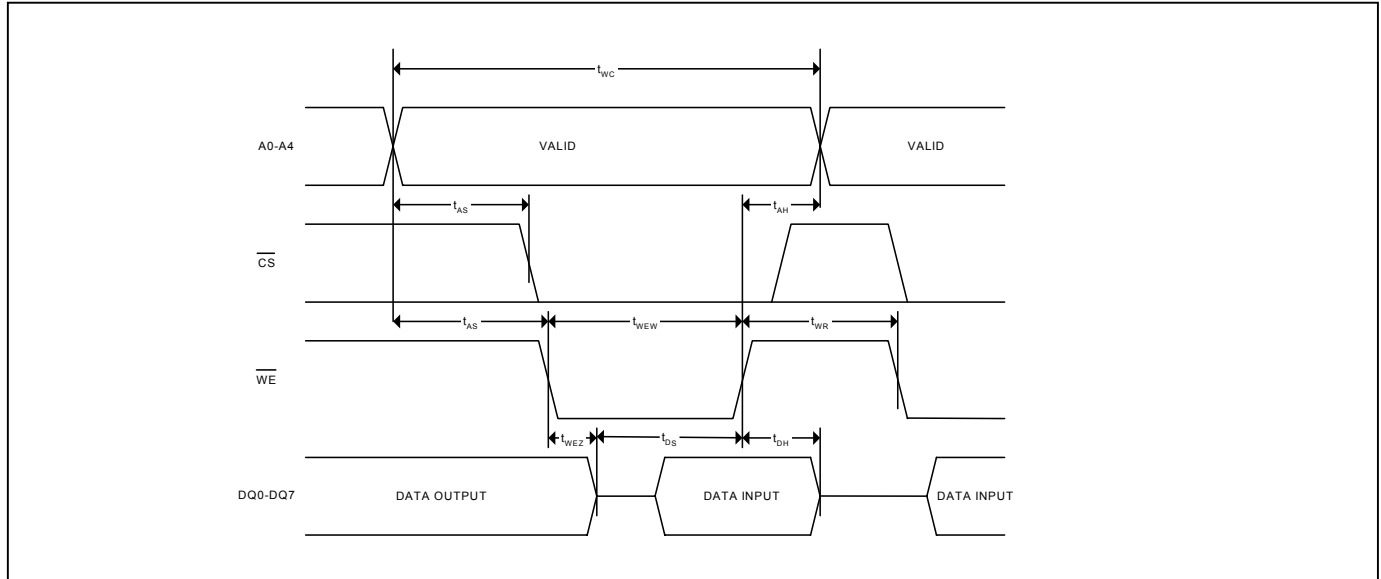 tWC
A0-A4
VALID
VALID
tAS
tAH
CS
tAS
tWEW
tWR
WE
tWEZ
tDS
tDH
DQ0-DQ7
DATA OUTPUT
DATA INPUT
DATA INPUT